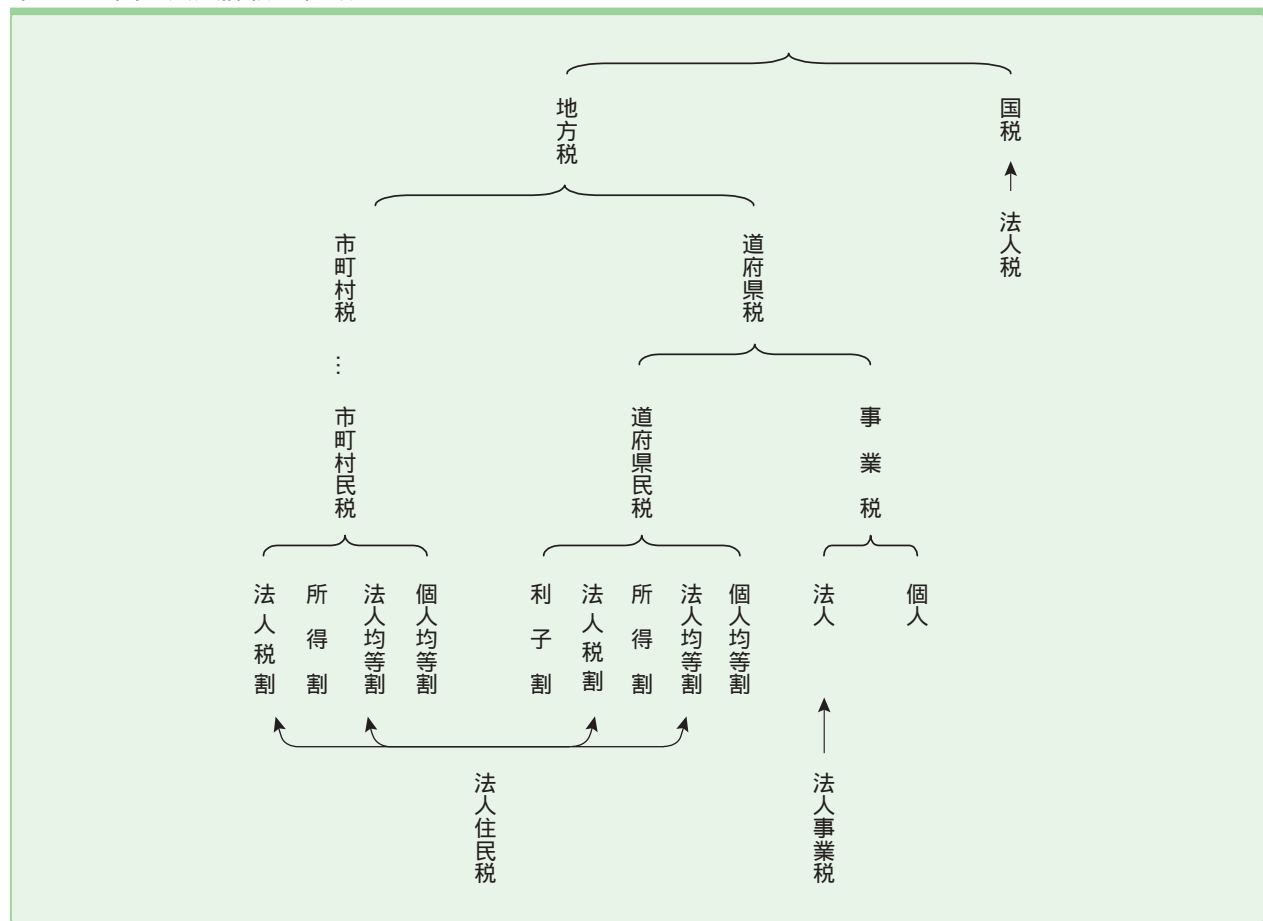 国税
法人税
地方税
道府県税
市町村税
…
事業税
道府県民税
市町村民税
個人
法人
個人均等割
法人均等割
所得割
法人税割
利子割
個人均等割
法人均等割
所得割
法人税割
法人事業税
法人住民税